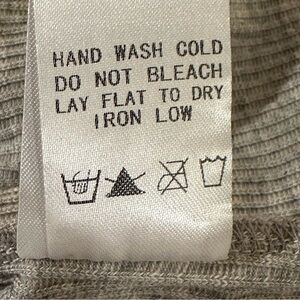 HAND WASH COLD
DO NOT BLEACH
LAY FLAT TO DRY
IRON LOW